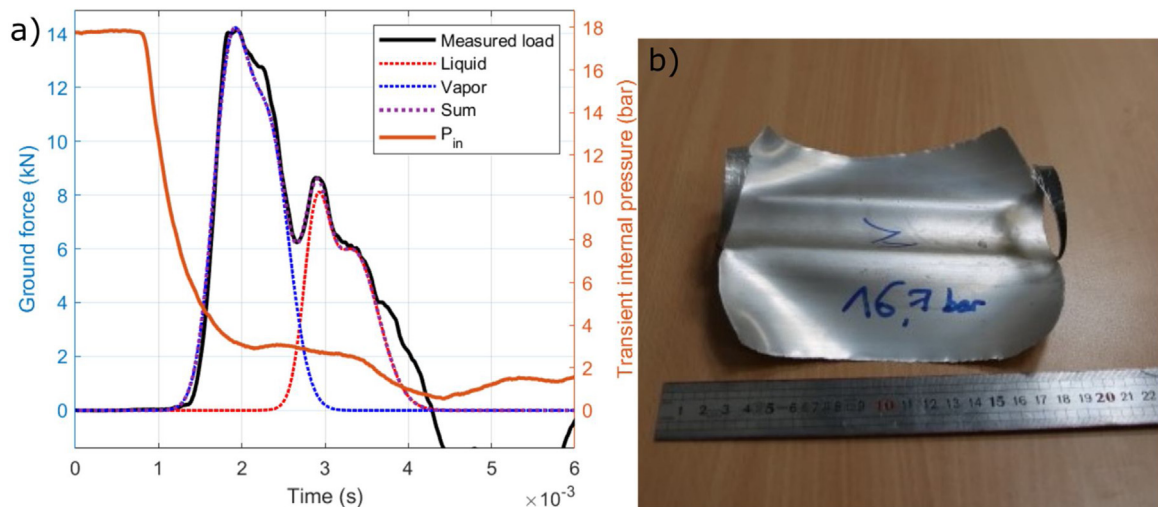 a)
14
12
10
8
6
4
2
0
Ground force (kN)
Measured load
Liquid
Vapor
Sum
P_in
18
16
14
12
10
8
6
4
2
0
Transient internal pressure (bar)
0 1 2 3 4 5 6
Time (s)
×10⁻³
b)
16,7 bar
1 2 3 4 5 6 7 8 9 10 11 12 13 14 15 16 17 18 19 20 21 22